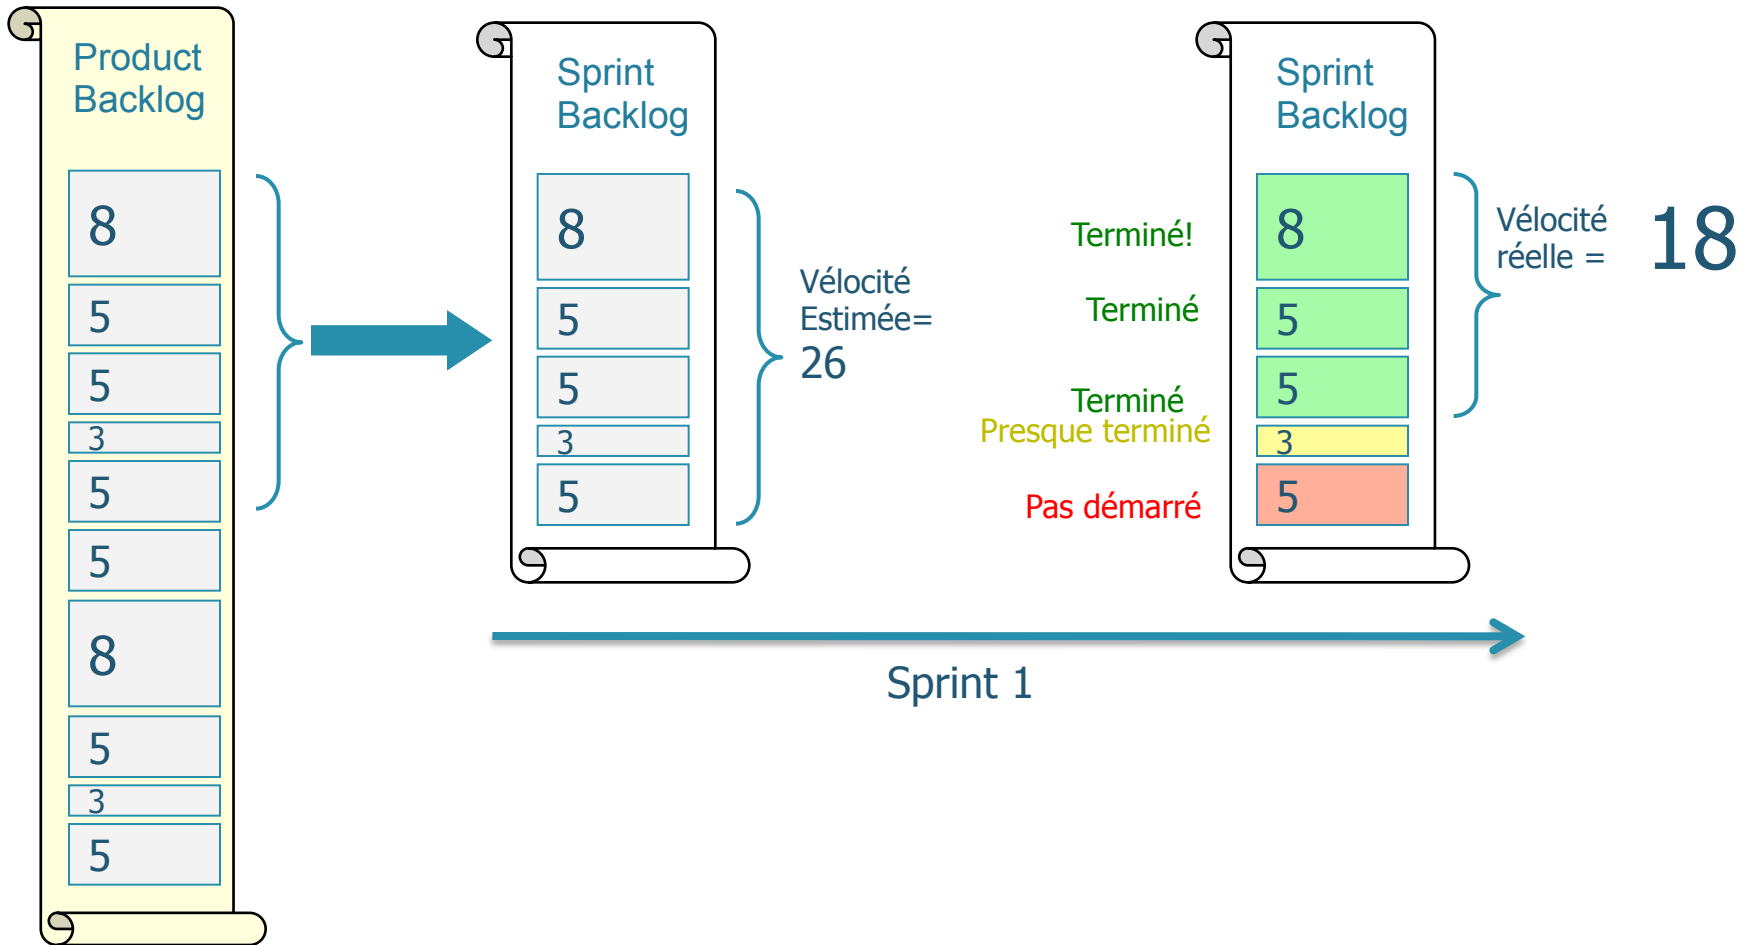 Product
Backlog
8
5
5
3
5
5
8
5
3
5
Sprint
Backlog
8
5
5
3
5
Vélocité
Estimée=
26
Terminé!
Terminé
Terminé
Presque terminé
Pas démarré
Sprint
Backlog
8
5
5
3
5
Vélocité
réelle =
18
Sprint 1